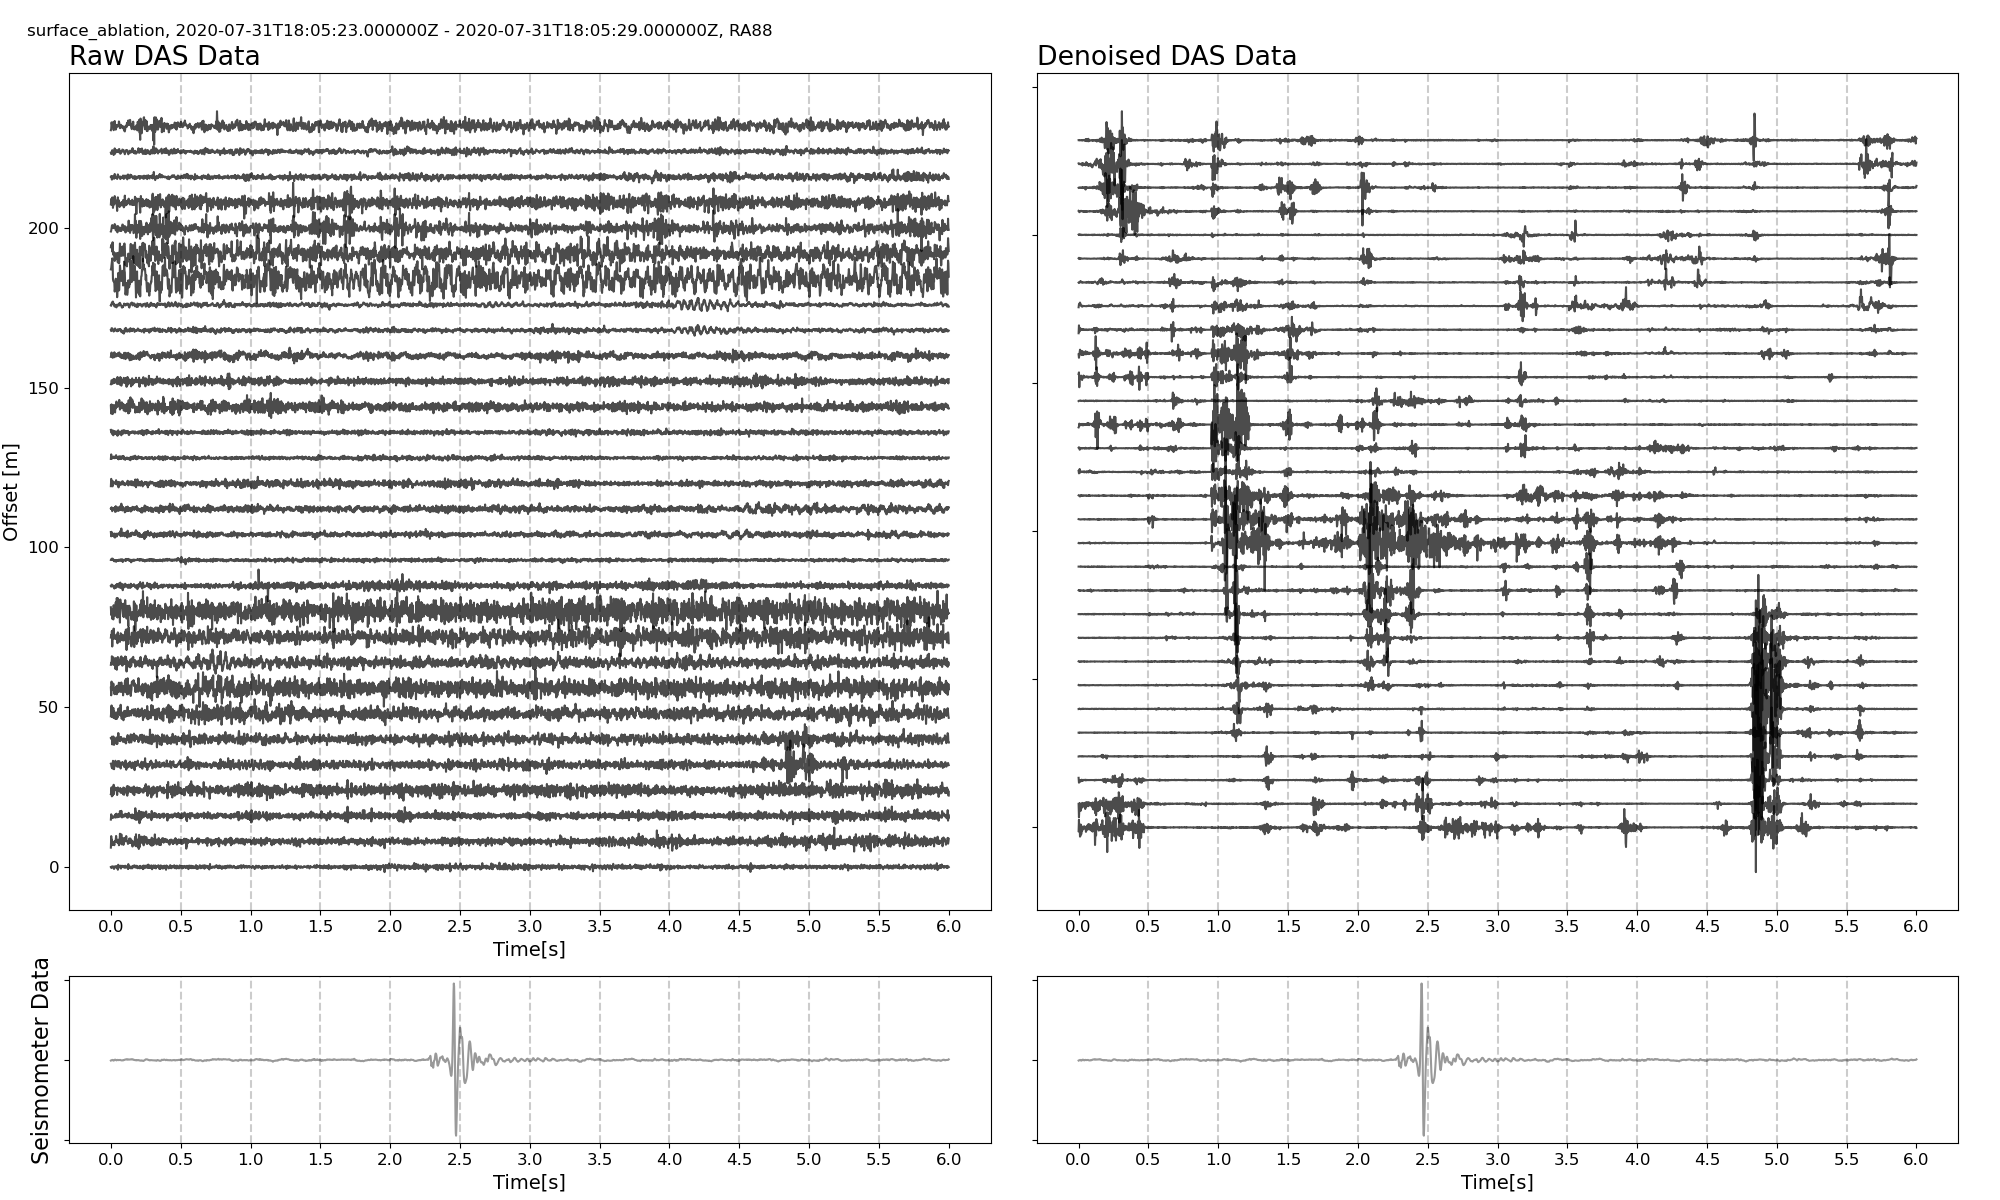 surface_ablation, 2020-07-31T18:05:23.000000Z - 2020-07-31T18:05:29.000000Z, RA88
Raw DAS Data
Denoised DAS Data
Offset [m]
200
150
100
50
0
0.0 0.5 1.0 1.5 2.0 2.5 3.0 3.5 4.0 4.5 5.0 5.5 6.0
Time[s]
0.0 0.5 1.0 1.5 2.0 2.5 3.0 3.5 4.0 4.5 5.0 5.5 6.0
Seismometer Data
0.0 0.5 1.0 1.5 2.0 2.5 3.0 3.5 4.0 4.5 5.0 5.5 6.0
Time[s]
0.0 0.5 1.0 1.5 2.0 2.5 3.0 3.5 4.0 4.5 5.0 5.5 6.0
Time[s]